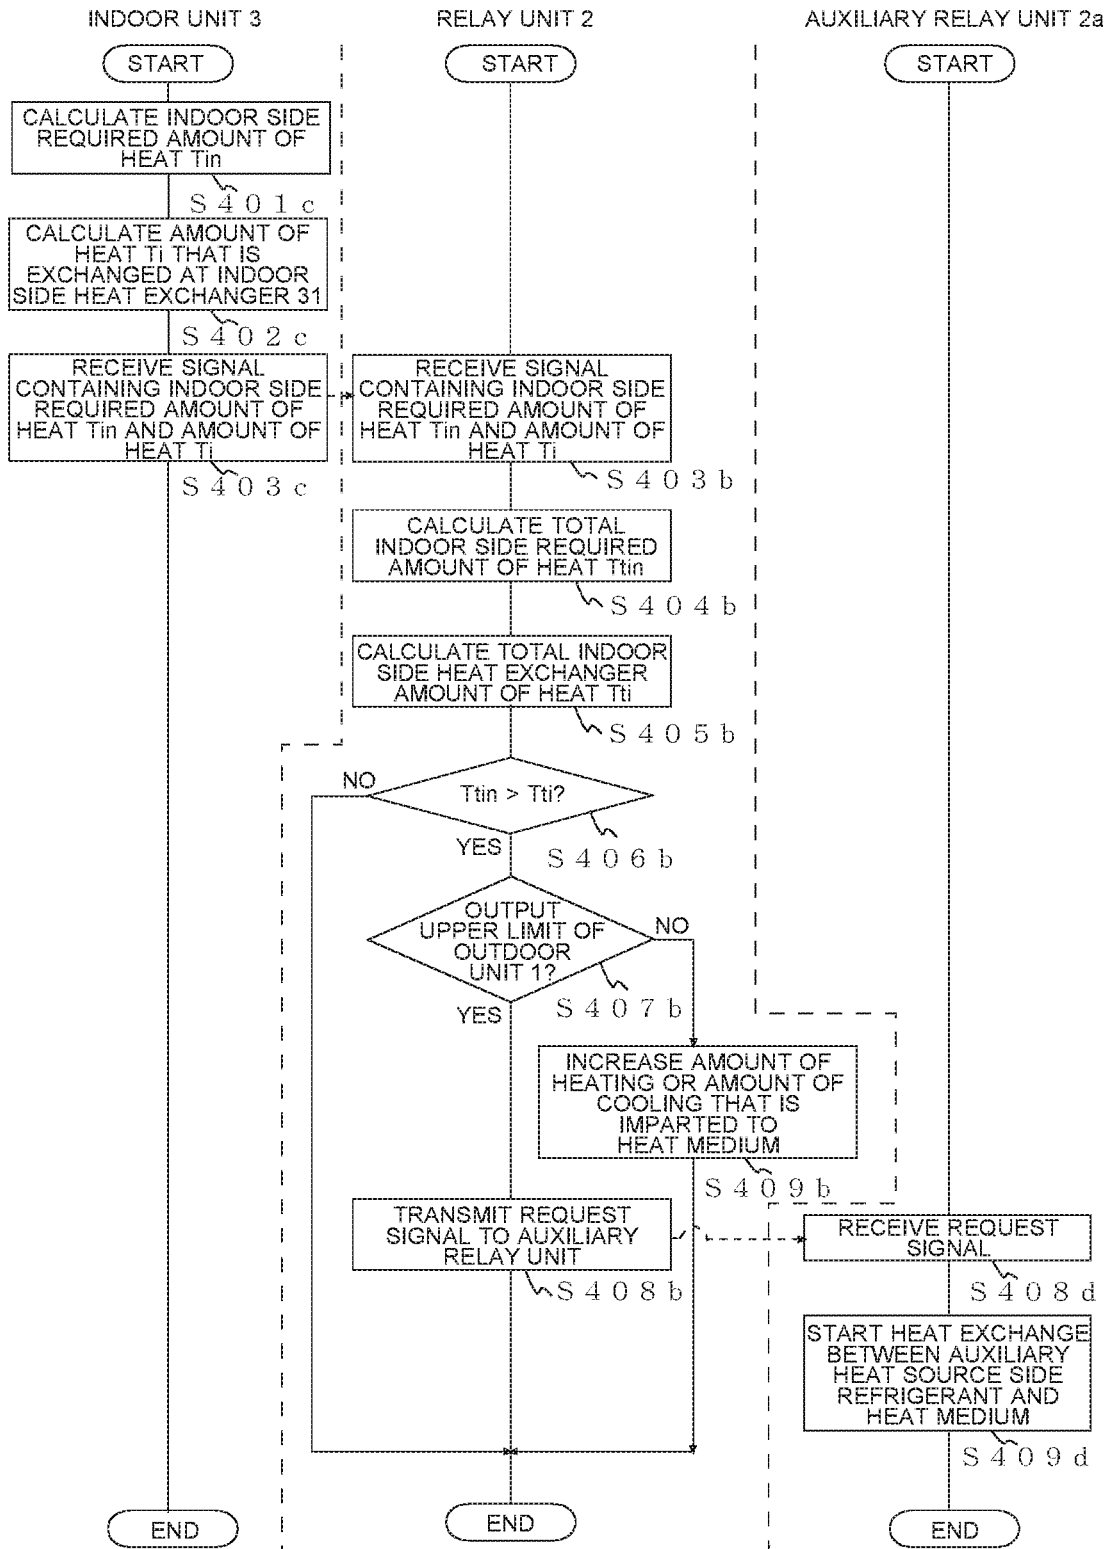 INDOOR UNIT 3
RELAY UNIT 2
AUXILIARY RELAY UNIT 2a
START
START
START
CALCULATE INDOOR SIDE
REQUIRED AMOUNT OF
HEAT Tin
S401c
CALCULATE AMOUNT OF
HEAT Ti THAT IS
EXCHANGED AT INDOOR
SIDE HEAT EXCHANGER 31
S402c
RECEIVE SIGNAL
CONTAINING INDOOR SIDE
REQUIRED AMOUNT OF
HEAT Tin AND AMOUNT OF
HEAT Ti
S403c
RECEIVE SIGNAL
CONTAINING INDOOR SIDE
REQUIRED AMOUNT OF
HEAT Tin AND AMOUNT OF
HEAT Ti
S403b
CALCULATE TOTAL
INDOOR SIDE REQUIRED
AMOUNT OF HEAT Ttin
S404b
CALCULATE TOTAL INDOOR
SIDE HEAT EXCHANGER
AMOUNT OF HEAT Tti
S405b
NO
Ttin > Tti?
YES
S406b
OUTPUT
UPPER LIMIT OF
OUTDOOR
UNIT 1?
NO
YES
S407b
INCREASE AMOUNT OF
HEATING OR AMOUNT OF
COOLING THAT IS
IMPARTED TO
HEAT MEDIUM
S409b
TRANSMIT REQUEST
SIGNAL TO AUXILIARY
RELAY UNIT
S408b
RECEIVE REQUEST
SIGNAL
S408d
START HEAT EXCHANGE
BETWEEN AUXILIARY
HEAT SOURCE SIDE
REFRIGERANT AND
HEAT MEDIUM
S409d
END
END
END